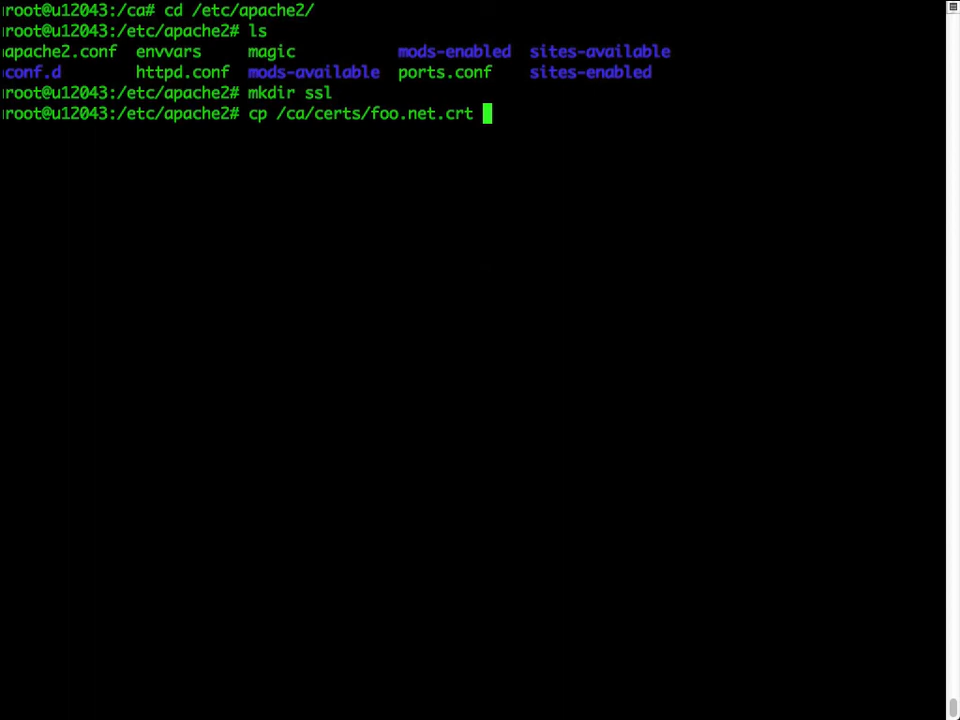 root@u12043:/ca# cd /etc/apache2/
root@u12043:/etc/apache2# ls
apache2.conf envvars magic mods-enabled sites-available
conf.d httpd.conf mods-available ports.conf sites-enabled
root@u12043:/etc/apache2# mkdir ssl
root@u12043:/etc/apache2# cp /ca/certs/foo.net.crt